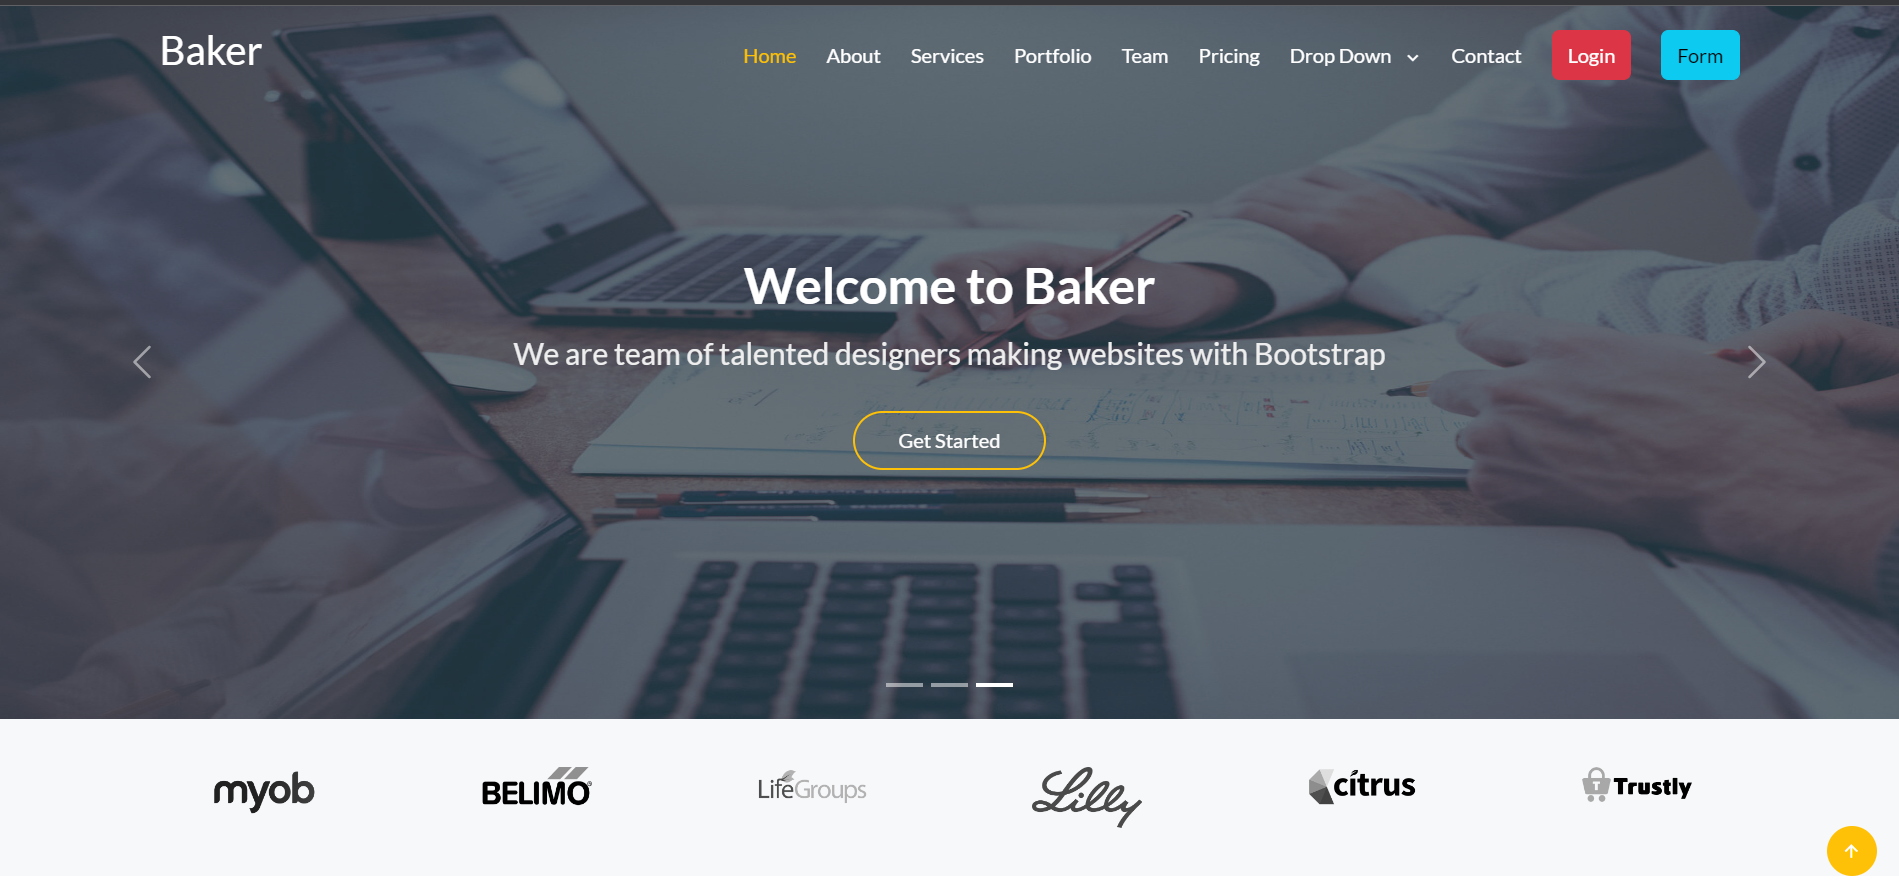 Baker
Home About Services Portfolio Team Pricing Drop Down Contact Login Form
Welcome to Baker
We are team of talented designers making websites with Bootstrap
Get Started
myob BELIMO® LifeGroups Lilly cítrus T Trustly